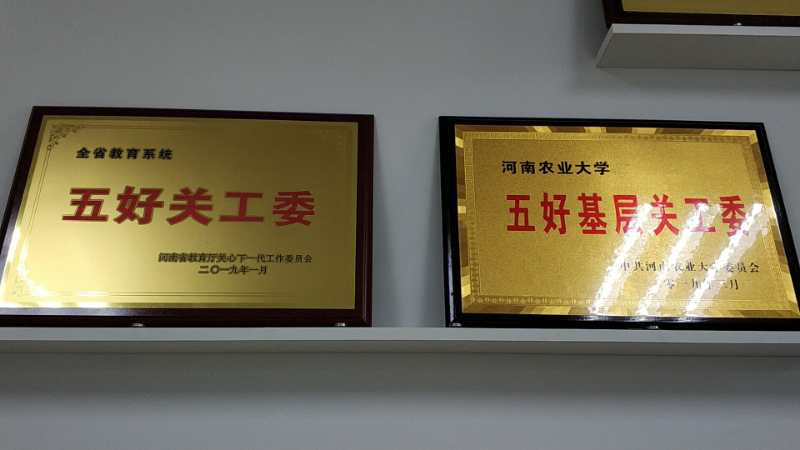 全省教育系统
五好关工委
河南省教育厅关心下一代工作委员会
二〇一九年一月
河南农业大学
五好基层关工委
中共河南农业大学委员会